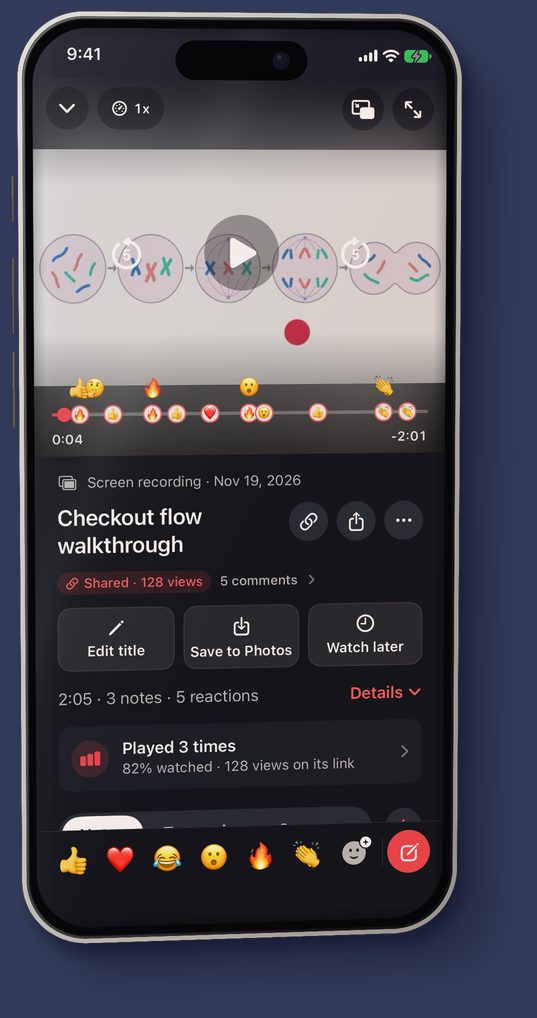 9:41
1x
5
5
0:04
-2:01
Screen recording · Nov 19, 2026
Checkout flow
walkthrough
Shared · 128 views
5 comments
Edit title
Save to Photos
Watch later
2:05 · 3 notes · 5 reactions
Details
Played 3 times
82% watched · 128 views on its link